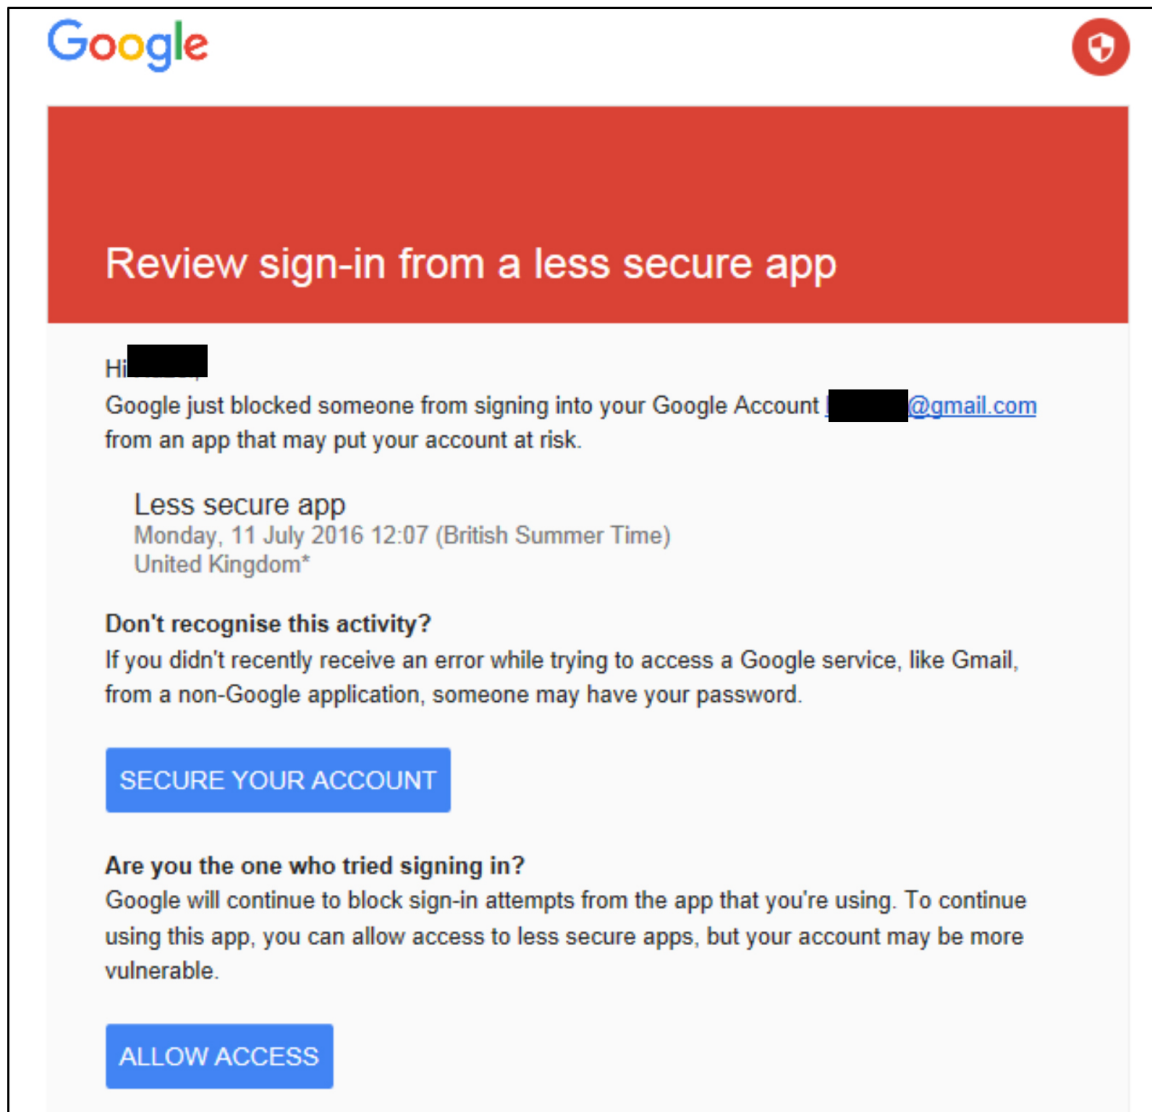 Google
Review sign-in from a less secure app
Hi
Google just blocked someone from signing into your Google Account @gmail.com
from an app that may put your account at risk.
Less secure app
Monday, 11 July 2016 12:07 (British Summer Time)
United Kingdom*
Don't recognise this activity?
If you didn't recently receive an error while trying to access a Google service, like Gmail,
from a non-Google application, someone may have your password.
SECURE YOUR ACCOUNT
Are you the one who tried signing in?
Google will continue to block sign-in attempts from the app that you're using. To continue
using this app, you can allow access to less secure apps, but your account may be more
vulnerable.
ALLOW ACCESS